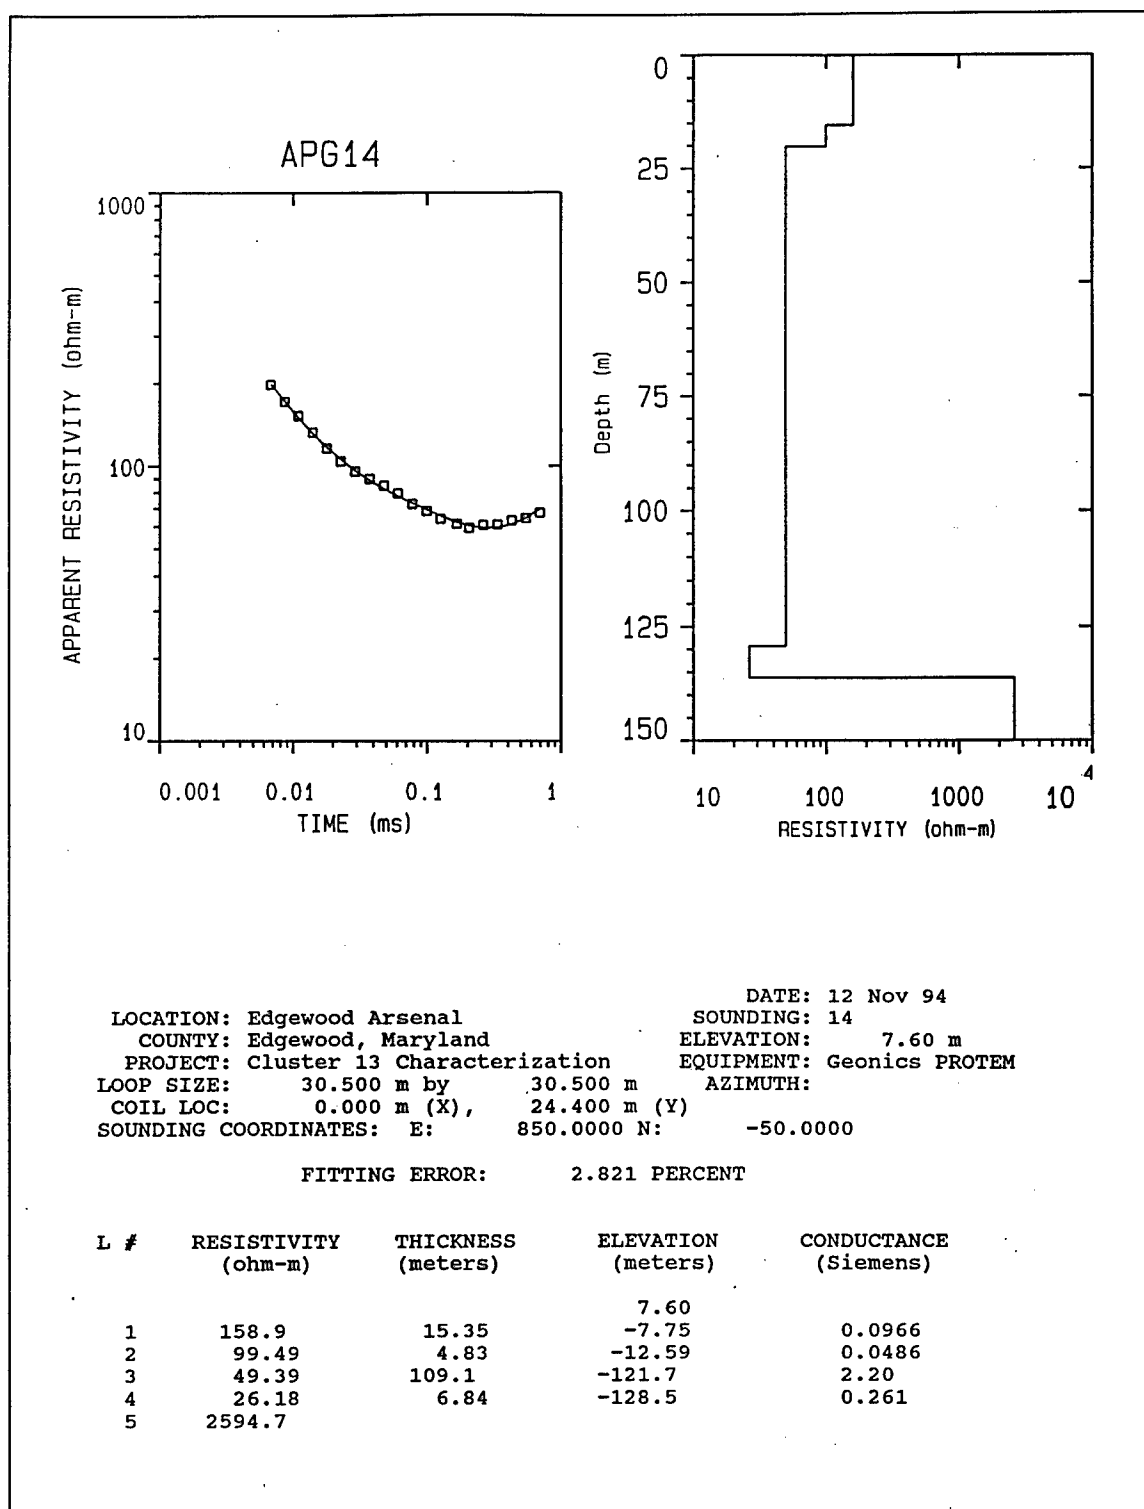 APG14
1000
100
10
APPARENT RESISTIVITY (ohm-m)
0.001 0.01 0.1 1
TIME (ms)
0
25
50
75
100
125
150
Depth (m)
10 100 1000 10 4
RESISTIVITY (ohm-m)
DATE: 12 Nov 94
LOCATION: Edgewood Arsenal SOUNDING: 14
COUNTY: Edgewood, Maryland ELEVATION: 7.60 m
PROJECT: Cluster 13 Characterization EQUIPMENT: Geonics PROTEM
LOOP SIZE: 30.500 m by 30.500 m AZIMUTH:
COIL LOC: 0.000 m (X), 24.400 m (Y)
SOUNDING COORDINATES: E: 850.0000 N: -50.0000
FITTING ERROR: 2.821 PERCENT
L # RESISTIVITY THICKNESS ELEVATION CONDUCTANCE
(ohm-m) (meters) (meters) (Siemens)
7.60
1 158.9 15.35 -7.75 0.0966
2 99.49 4.83 -12.59 0.0486
3 49.39 109.1 -121.7 2.20
4 26.18 6.84 -128.5 0.261
5 2594.7